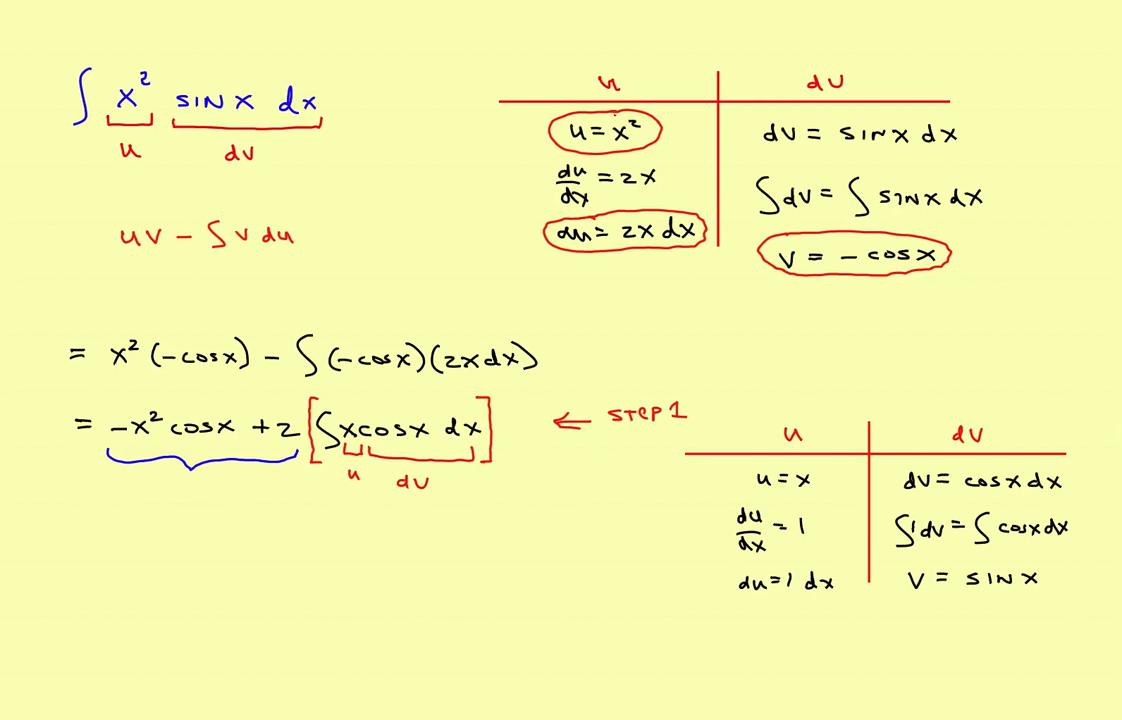 ∫ x² sin x dx
u dv
uv − ∫ v du
u dv
u = x² dv = sin x dx
du/dx = 2x ∫ dv = ∫ sin x dx
du = 2x dx v = − cos x
= x² (−cos x) − ∫ (−cos x)(2x dx)
= −x² cos x + 2 [∫ x cos x dx] ← STEP 1
u dv
u dv
u = x dv = cos x dx
du/dx = 1 ∫ 1 dv = ∫ cos x dx
du = 1 dx v = sin x